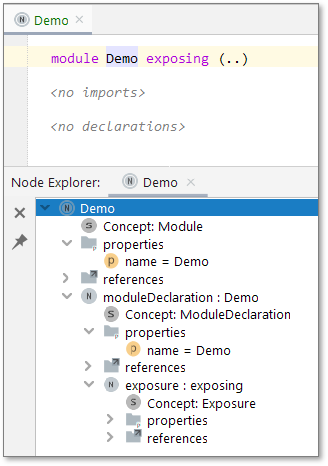 Demo
module Demo exposing (..)
<no imports>
<no declarations>
Node Explorer: Demo
Demo
Concept: Module
properties
name = Demo
references
moduleDeclaration : Demo
Concept: ModuleDeclaration
properties
name = Demo
references
exposure : exposing
Concept: Exposure
properties
references